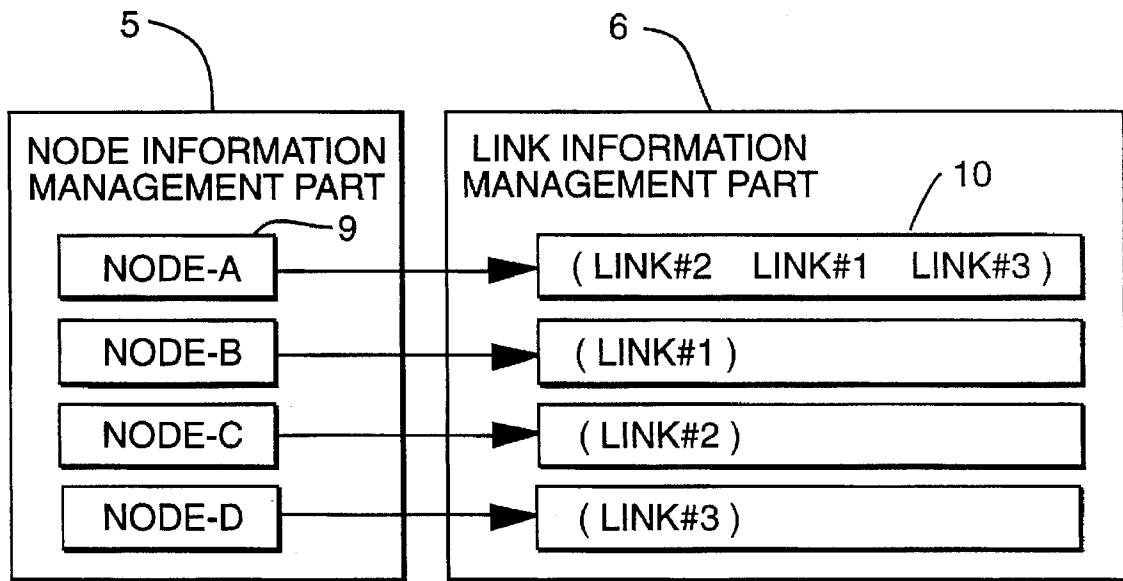 5
6
NODE INFORMATION
MANAGEMENT PART
LINK INFORMATION
MANAGEMENT PART
9
10
NODE-A
( LINK#2 LINK#1 LINK#3 )
NODE-B
( LINK#1 )
NODE-C
( LINK#2 )
NODE-D
( LINK#3 )